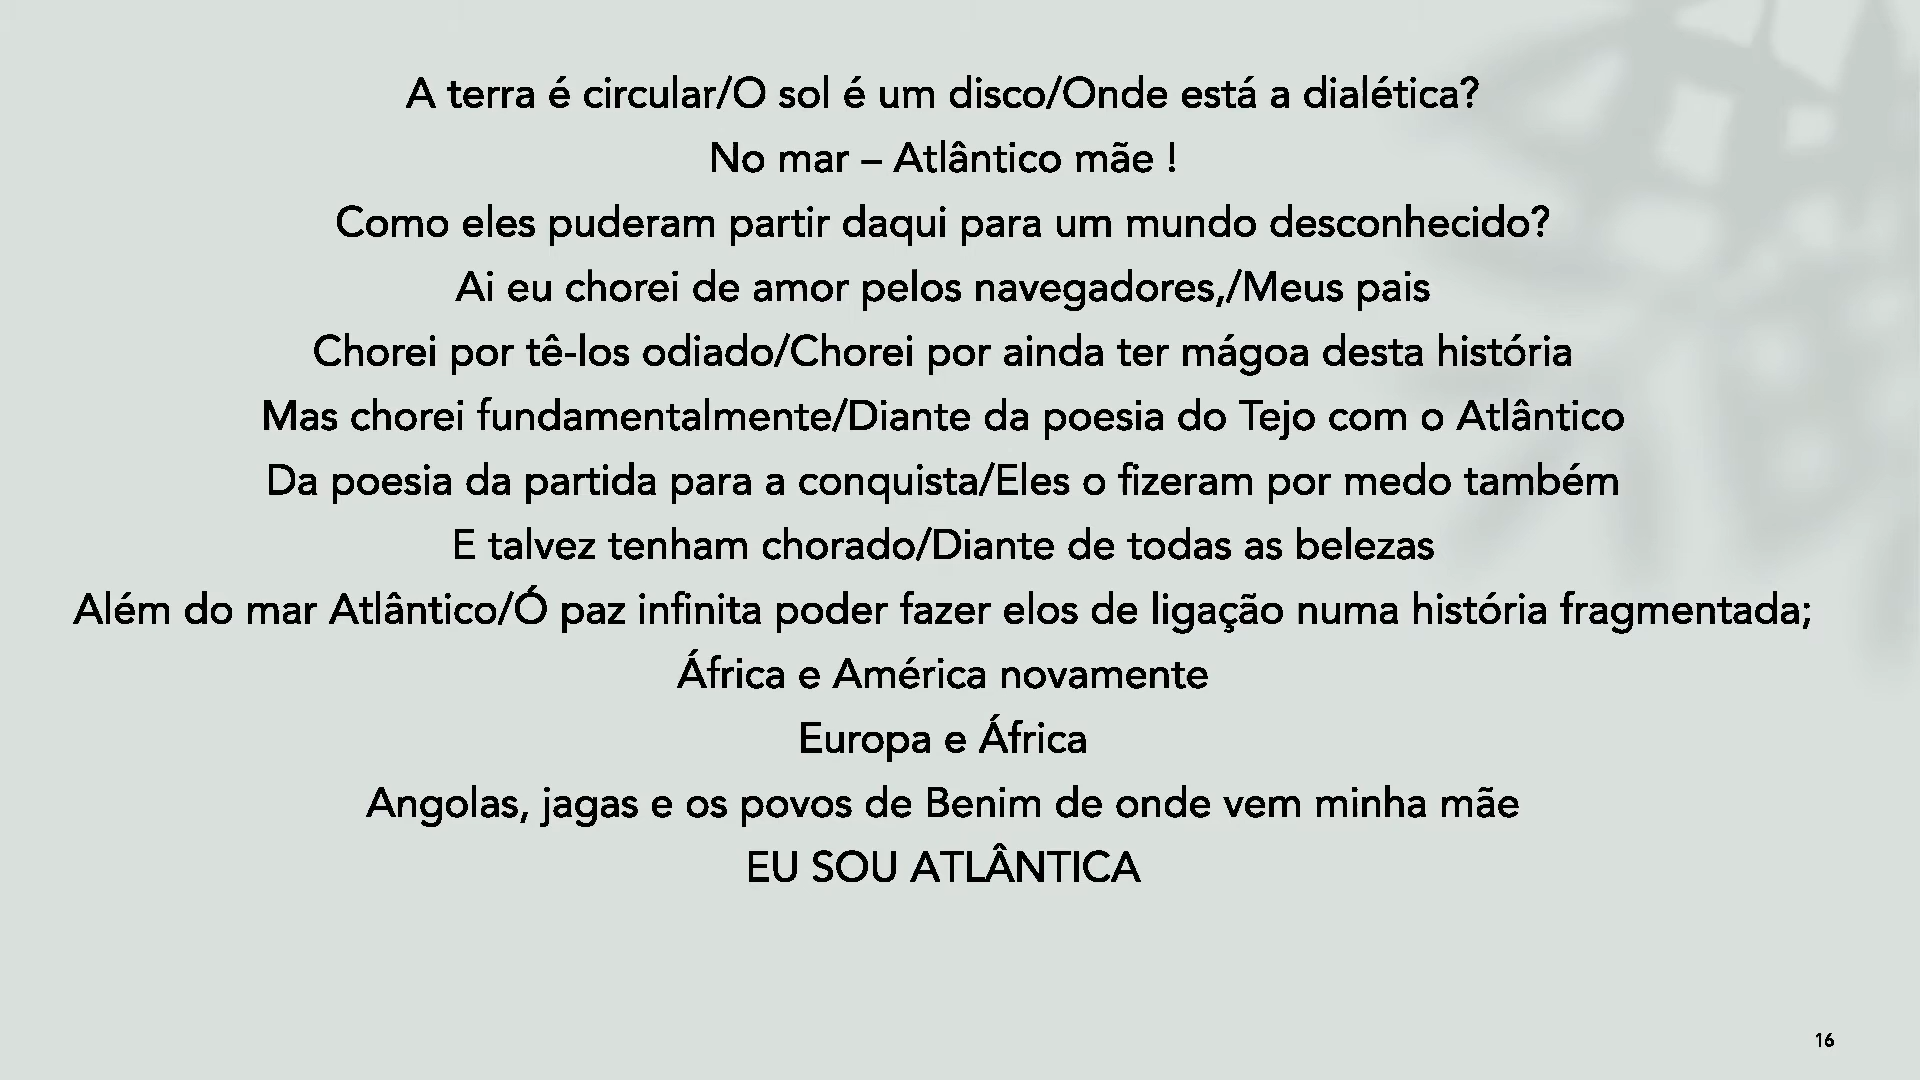 A terra é circular/O sol é um disco/Onde está a dialética?
No mar – Atlântico mãe !
Como eles puderam partir daqui para um mundo desconhecido?
Ai eu chorei de amor pelos navegadores,/Meus pais
Chorei por tê-los odiado/Chorei por ainda ter mágoa desta história
Mas chorei fundamentalmente/Diante da poesia do Tejo com o Atlântico
Da poesia da partida para a conquista/Eles o fizeram por medo também
E talvez tenham chorado/Diante de todas as belezas
Além do mar Atlântico/Ó paz infinita poder fazer elos de ligação numa história fragmentada;
África e América novamente
Europa e África
Angolas, jagas e os povos de Benim de onde vem minha mãe
EU SOU ATLÂNTICA
16